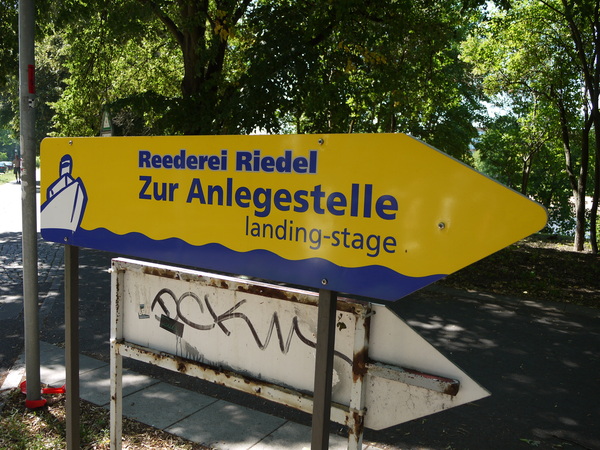 Reederei Riedel
Zur Anlegestelle
landing-stage